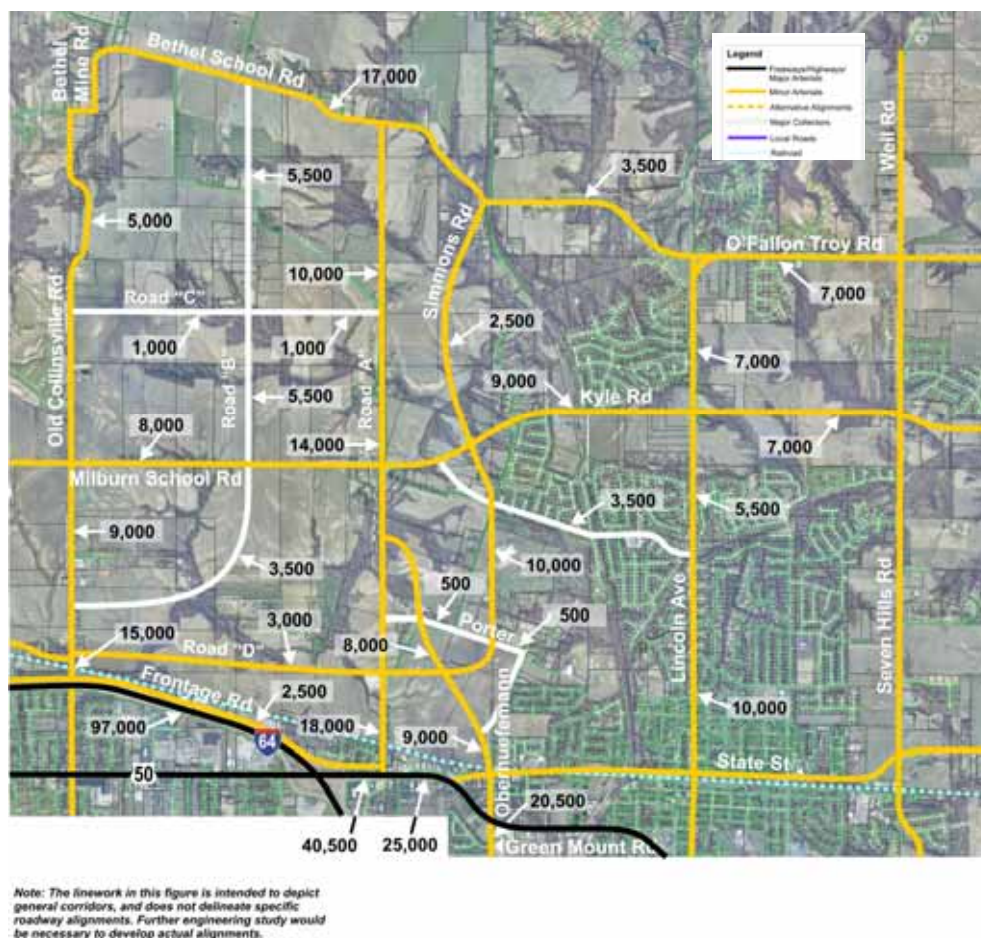 Bethel
Mine Rd
Bethel School Rd
17,000
Legend
Freeways/Highways/
Major Arterials
Minor Arterials
Alternative Alignments
Major Collectors
Local Roads
Railroad
Weil Rd
5,500
3,500
5,000
Simmons Rd
O'Fallon Troy Rd
10,000
7,000
Road "C"
2,500
1,000
1,000
7,000
Old Collinsville Rd
Road "B"
Road "A"
9,000
Kyle Rd
5,500
8,000
14,000
7,000
Milburn School Rd
3,500
5,500
9,000
10,000
3,500
500
500
Lincoln Ave
Seven Hills Rd
3,000
Porter
15,000
Road "D"
8,000
Frontage Rd
2,500
10,000
97,000
64
18,000
9,000
Oberhuefemann
50
State St
20,500
40,500
25,000
Green Mount Rd
Note: The linework in this figure is intended to depict
general corridors, and does not delineate specific
roadway alignments. Further engineering study would
be necessary to develop actual alignments.